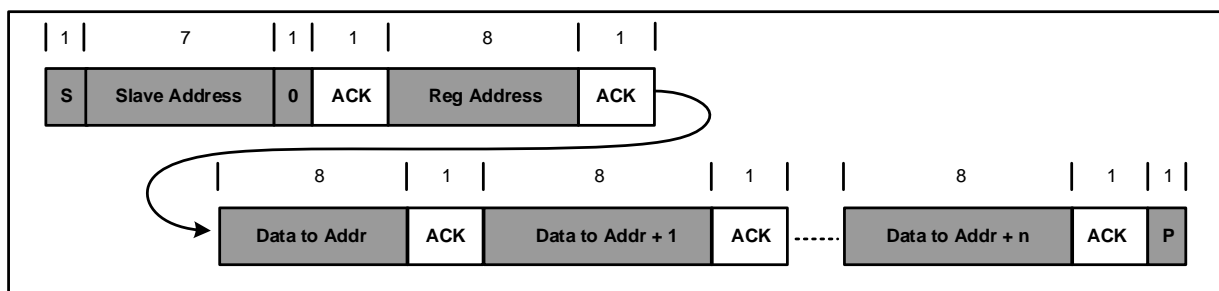 1 7 1 1 8 1
S Slave Address 0 ACK Reg Address ACK
8 1 8 1 8 1 1
Data to Addr ACK Data to Addr + 1 ACK Data to Addr + n ACK P